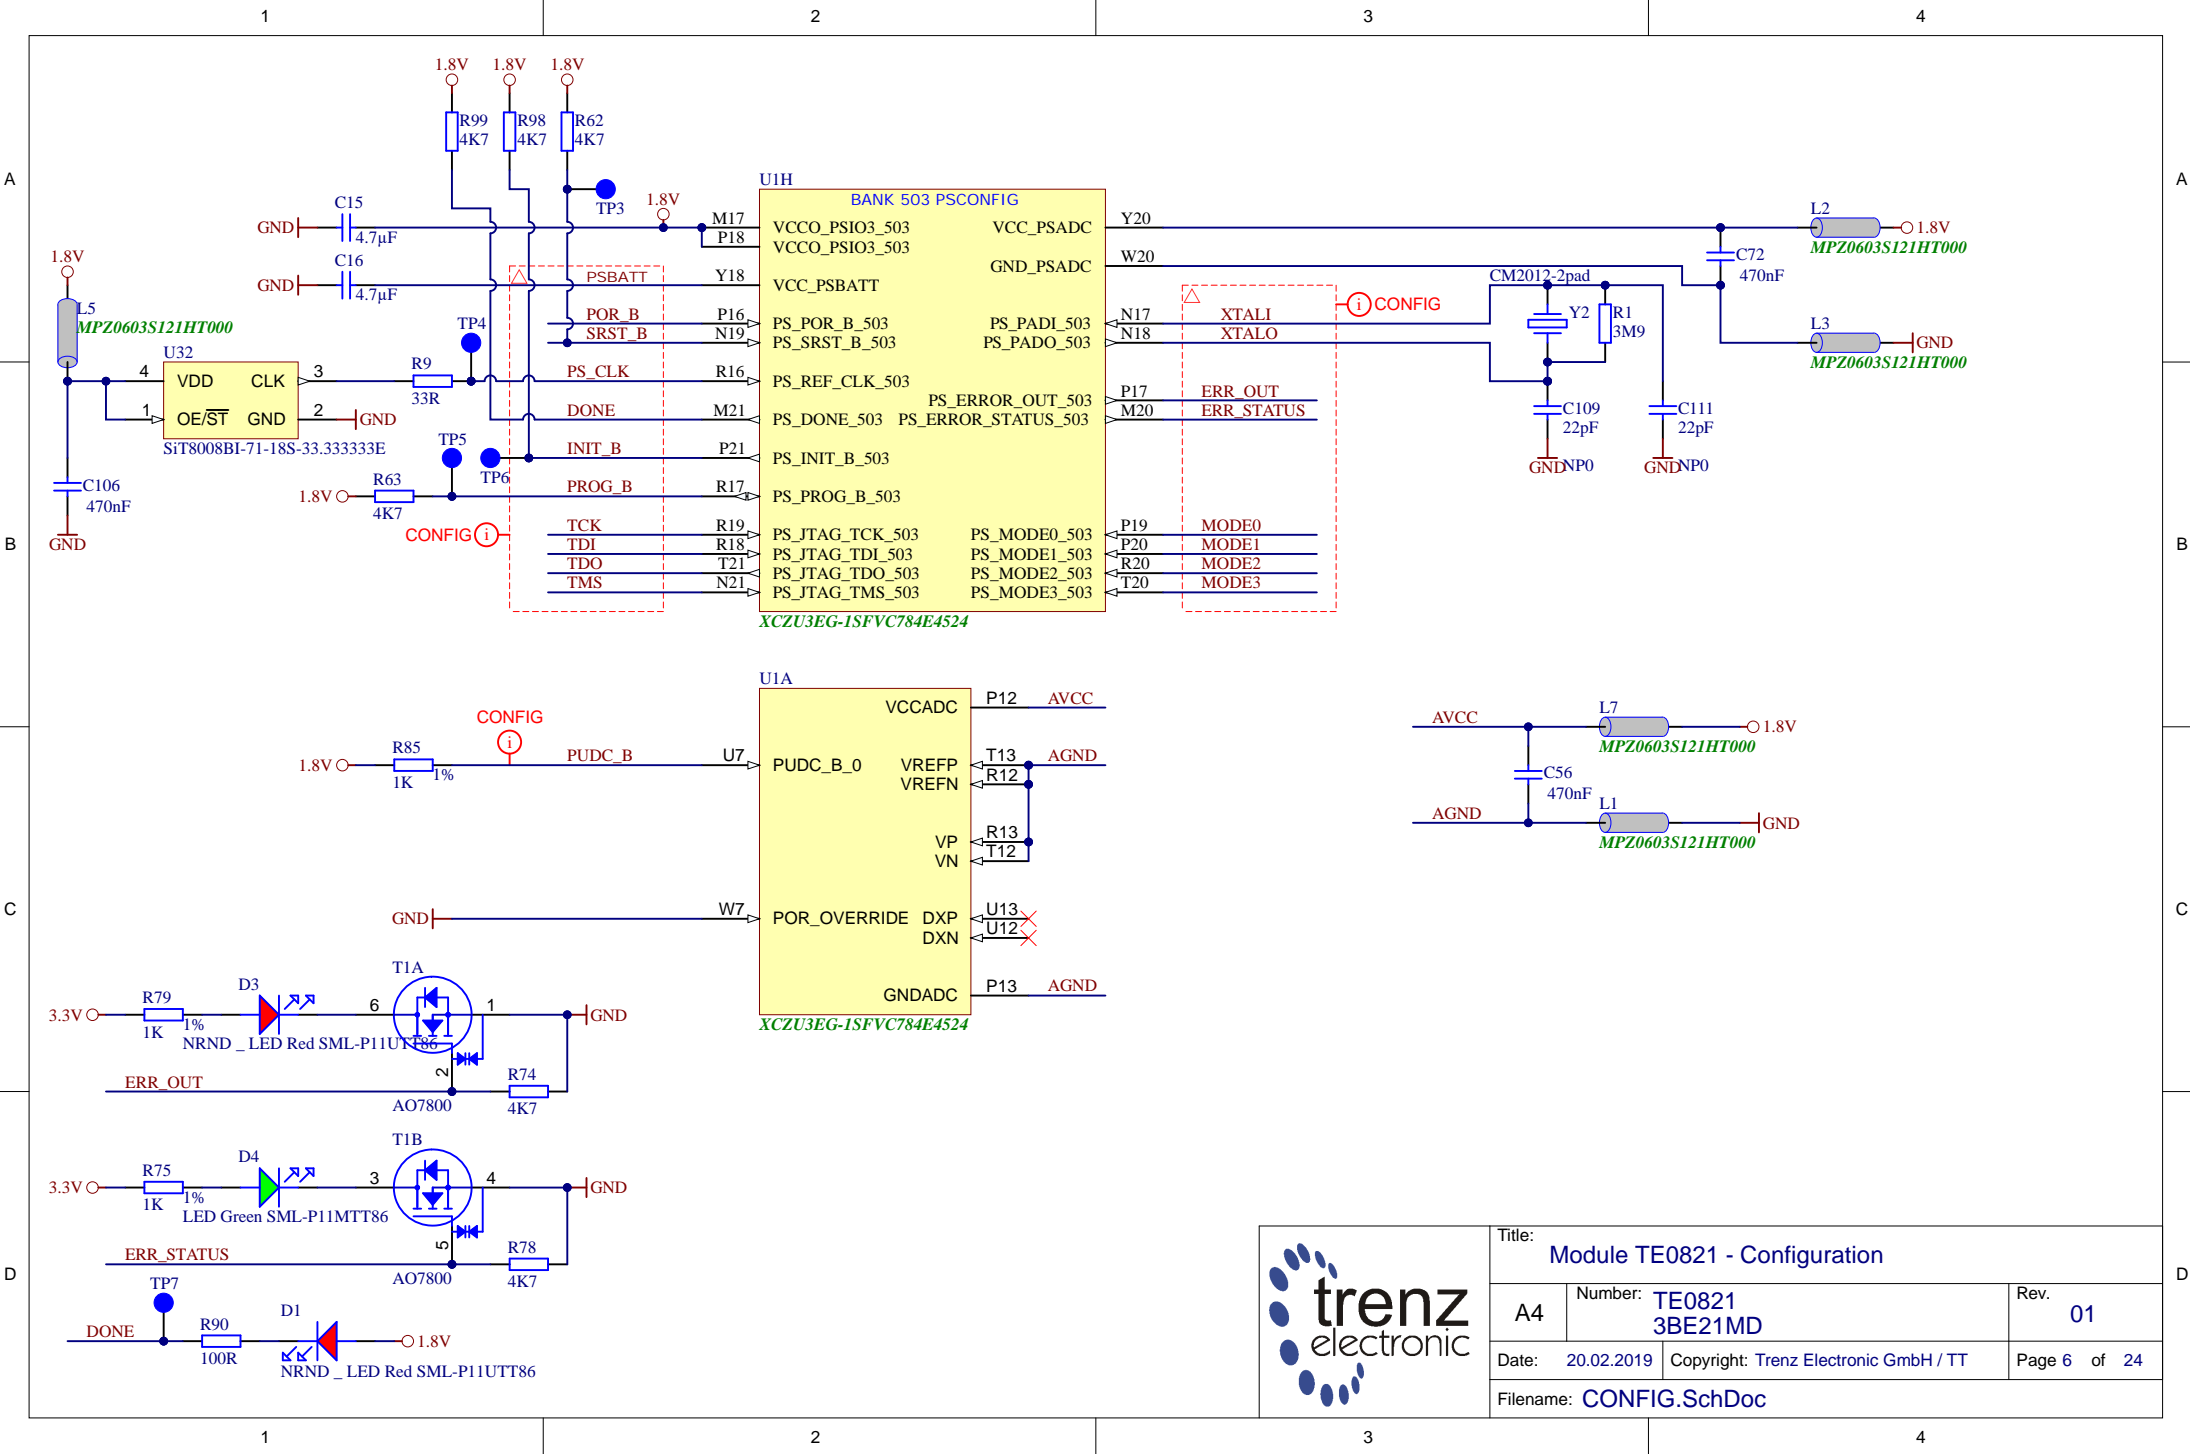 1 2 3 4
A
B
C
D
A
B
C
D
1.8V 1.8V 1.8V
R99
4K7
R98
4K7
R62
4K7
TP3
C15
GND
4.7µF
1.8V
C16
GND
4.7µF
1.8V
L5
MPZ0603S121HT000
U32
4 VDD CLK 3
1 OE/ST GND 2 GND
SiT8008BI-71-18S-33.333333E
C106
470nF
GND
TP4
R9
33R
TP5
TP6
R63
1.8V
4K7
CONFIG i
PSBATT
POR_B
SRST_B
PS_CLK
DONE
INIT_B
PROG_B
TCK
TDI
TDO
TMS
U1H
BANK 503 PSCONFIG
M17 VCCO_PSIO3_503
P18 VCCO_PSIO3_503
Y18 VCC_PSBATT
P16 PS_POR_B_503
N19 PS_SRST_B_503
R16 PS_REF_CLK_503
M21 PS_DONE_503
P21 PS_INIT_B_503
R17 PS_PROG_B_503
R19 PS_JTAG_TCK_503
R18 PS_JTAG_TDI_503
T21 PS_JTAG_TDO_503
N21 PS_JTAG_TMS_503
VCC_PSADC Y20
GND_PSADC W20
PS_PADI_503 N17 XTALI
PS_PADO_503 N18 XTALO
PS_ERROR_OUT_503 P17 ERR_OUT
PS_ERROR_STATUS_503 M20 ERR_STATUS
PS_MODE0_503 P19 MODE0
PS_MODE1_503 P20 MODE1
PS_MODE2_503 R20 MODE2
PS_MODE3_503 T20 MODE3
XCZU3EG-1SFVC784E4524
i CONFIG
CM2012-2pad
Y2
R1
3M9
C109
22pF
GND NP0
C111
22pF
GND NP0
L2
1.8V
MPZ0603S121HT000
C72
470nF
L3
GND
MPZ0603S121HT000
U1A
VCCADC P12 AVCC
CONFIG
i
1.8V R85 1K 1% PUDC_B U7 PUDC_B_0
VREFP T13 AGND
VREFN R12
VP R13
VN T12
GND W7 POR_OVERRIDE
DXP U13
DXN U12
GNDADC P13 AGND
XCZU3EG-1SFVC784E4524
AVCC L7 1.8V
MPZ0603S121HT000
C56
470nF
AGND L1 GND
MPZ0603S121HT000
T1A
3.3V R79 1K 1% D3 6 1 GND
NRND _ LED Red SML-P11UTT86
2
ERR_OUT
R74
4K7
AO7800
T1B
3.3V R75 1K 1% D4 3 4 GND
LED Green SML-P11MTT86
5
ERR_STATUS
R78
4K7
AO7800
TP7
DONE R90 100R D1 1.8V
NRND _ LED Red SML-P11UTT86
trenz
electronic
Title:
Module TE0821 - Configuration
A4
Number: TE0821
3BE21MD
Rev.
01
Date: 20.02.2019 Copyright: Trenz Electronic GmbH / TT Page 6 of 24
Filename: CONFIG.SchDoc
1 2 3 4